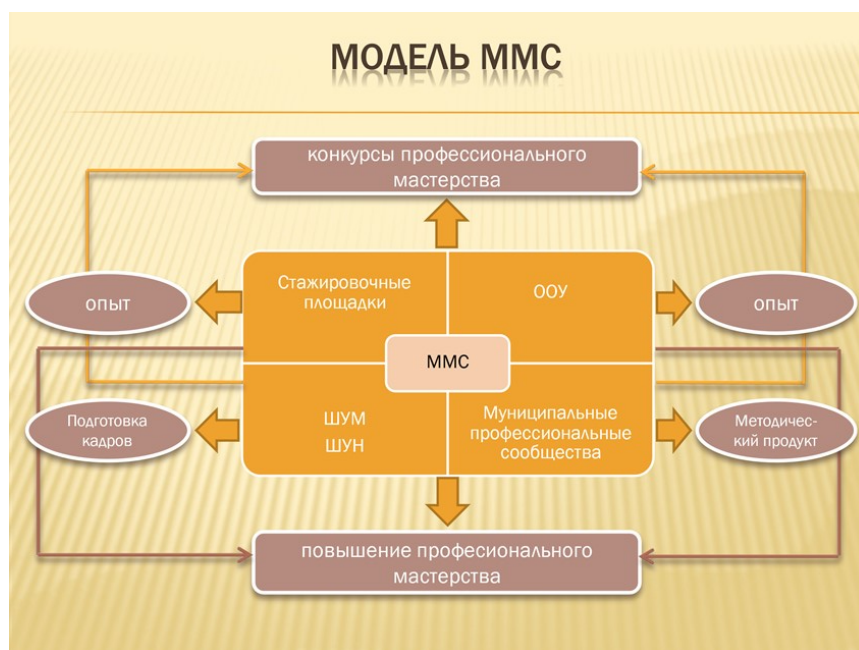 МОДЕЛЬ ММС
конкурсы профессионального
мастерства
Стажировочные
площадки
ООУ
опыт
опыт
ММС
Подготовка
кадров
ШУМ
ШУН
Муниципальные
профессиональные
сообщества
Методичес-
кий продукт
повышение професионального
мастерства